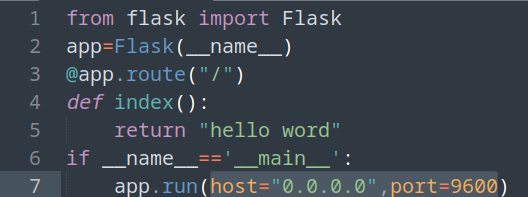 1 from flask import Flask
2 app=Flask(__name__)
3 @app.route("/")
4 def index():
5     return "hello word"
6 if __name__=='__main__':
7     app.run(host="0.0.0.0",port=9600)